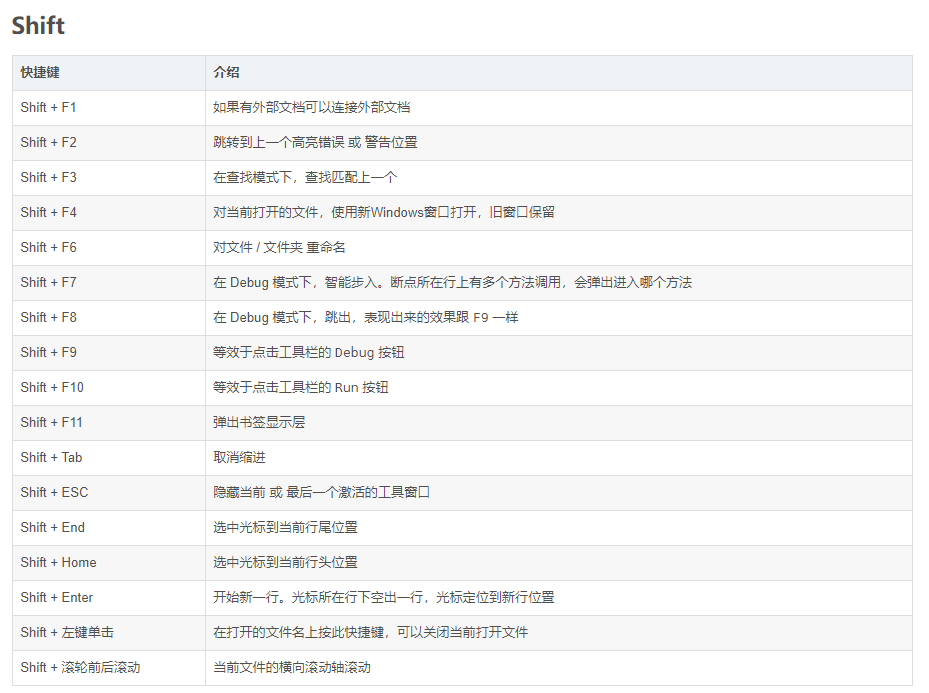 Shift
快捷键 介绍
Shift + F1 如果有外部文档可以连接外部文档
Shift + F2 跳转到上一个高亮错误 或 警告位置
Shift + F3 在查找模式下，查找匹配上一个
Shift + F4 对当前打开的文件，使用新Windows窗口打开，旧窗口保留
Shift + F6 对文件 / 文件夹 重命名
Shift + F7 在 Debug 模式下，智能步入。断点所在行上有多个方法调用，会弹出进入哪个方法
Shift + F8 在 Debug 模式下，跳出，表现出来的效果跟 F9 一样
Shift + F9 等效于点击工具栏的 Debug 按钮
Shift + F10 等效于点击工具栏的 Run 按钮
Shift + F11 弹出书签显示层
Shift + Tab 取消缩进
Shift + ESC 隐藏当前 或 最后一个激活的工具窗口
Shift + End 选中光标到当前行尾位置
Shift + Home 选中光标到当前行头位置
Shift + Enter 开始新一行。光标所在行下空出一行，光标定位到新行位置
Shift + 左键单击 在打开的文件名上按此快捷键，可以关闭当前打开文件
Shift + 滚轮前后滚动 当前文件的横向滚动轴滚动